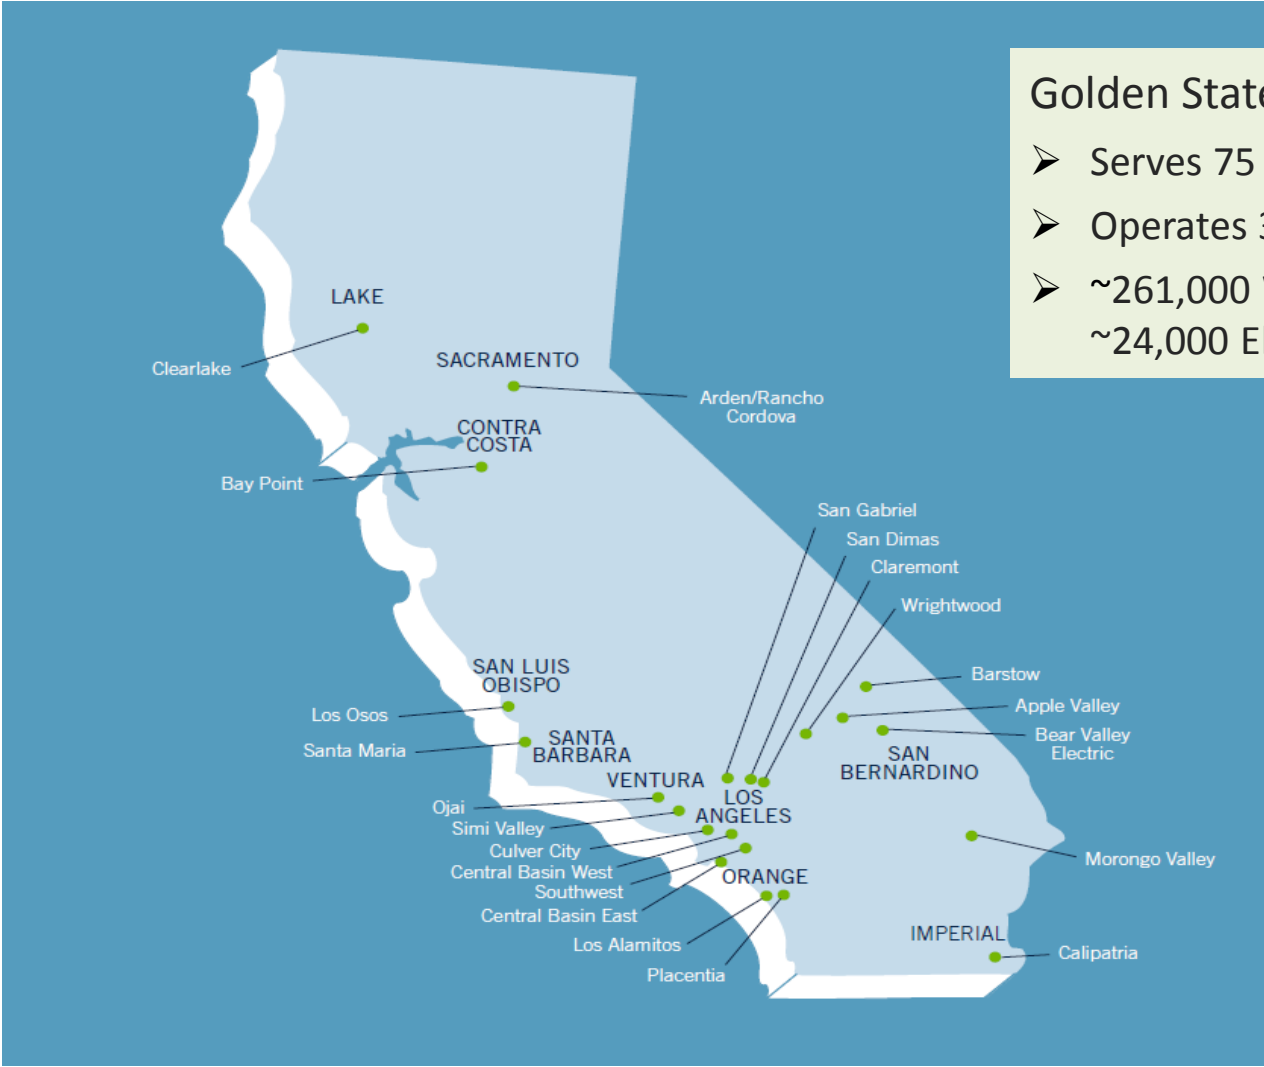 Golden State
Serves 75
Operates
~261,000
~24,000
LAKE
Clearlake
SACRAMENTO
Arden/Rancho
Cordova
CONTRA
COSTA
Bay Point
San Gabriel
San Dimas
Claremont
Wrightwood
SAN LUIS
OBISPO
Barstow
Los Osos
Apple Valley
Santa Maria
SANTA
BARBARA
Bear Valley
Electric
SAN
BERNARDINO
VENTURA
LOS
ANGELES
Ojai
Simi Valley
Culver City
Central Basin West
Southwest
Central Basin East
ORANGE
Morongo Valley
Los Alamitos
Placentia
IMPERIAL
Calipatria